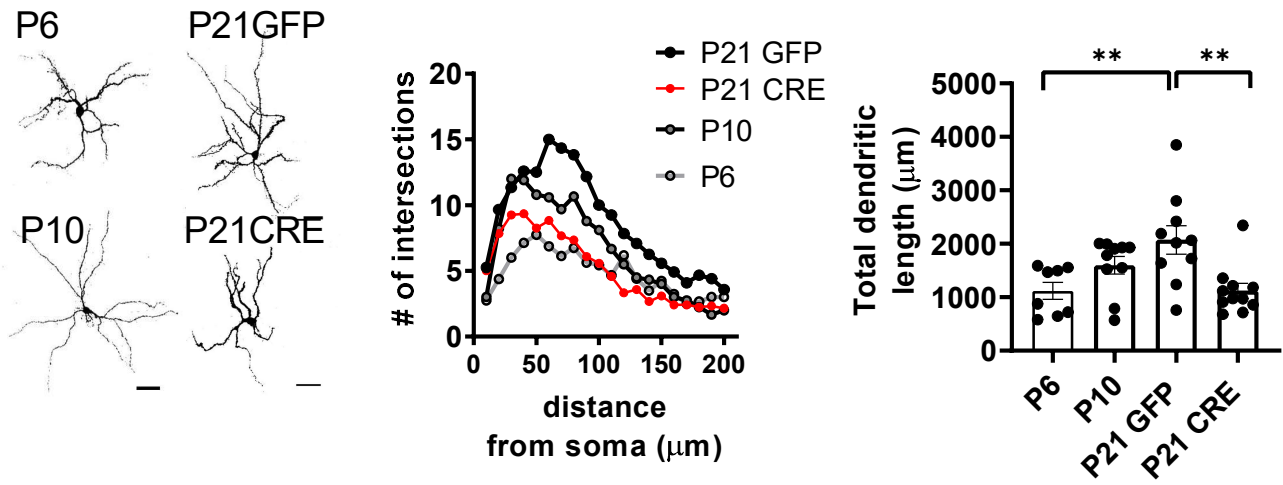 P6
P21GFP
P10
P21CRE
P21 GFP
P21 CRE
P10
P6
# of intersections
20
15
10
5
0
0
50
100
150
200
distance
from soma (μm)
**
**
Total dendritic
length (μm)
5000
4000
3000
2000
1000
0
P6
P10
P21 GFP
P21 CRE